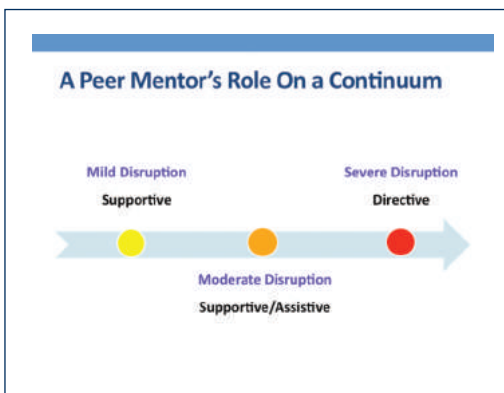 A Peer Mentor's Role On a Continuum
Mild Disruption
Supportive
Severe Disruption
Directive
Moderate Disruption
Supportive/Assistive